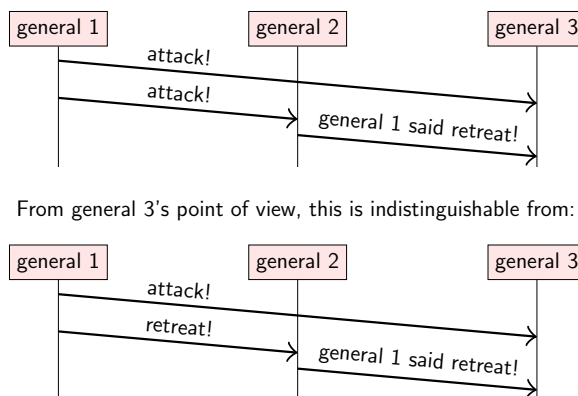 general 1 general 2 general 3
attack!
attack!
general 1 said retreat!
From general 3's point of view, this is indistinguishable from:
general 1 general 2 general 3
attack!
retreat!
general 1 said retreat!